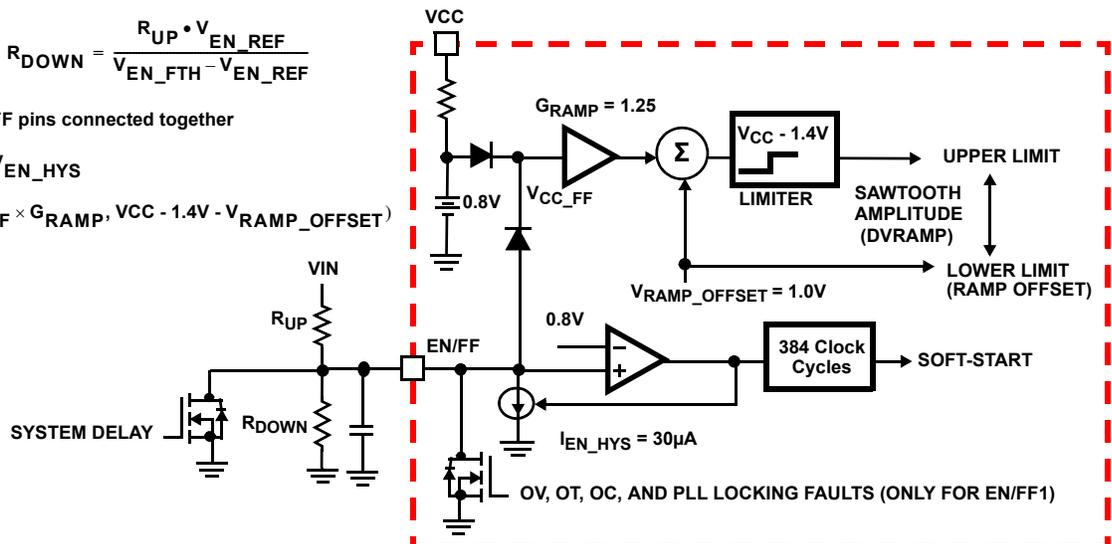 VCC
R_DOWN = R_UP • V_EN_REF / V_EN_FTH – V_EN_REF
FF pins connected together
V_EN_HYS
F × G_RAMP, VCC - 1.4V - V_RAMP_OFFSET)
G_RAMP = 1.25
Σ
V_CC - 1.4V
LIMITER
UPPER LIMIT
0.8V
V_CC_FF
SAWTOOTH
AMPLITUDE
(DVRAMP)
LOWER LIMIT
(RAMP OFFSET)
V_RAMP_OFFSET = 1.0V
VIN
R_UP
EN/FF
0.8V
–
+
384 Clock
Cycles
SOFT-START
SYSTEM DELAY
R_DOWN
I_EN_HYS = 30µA
OV, OT, OC, AND PLL LOCKING FAULTS (ONLY FOR EN/FF1)